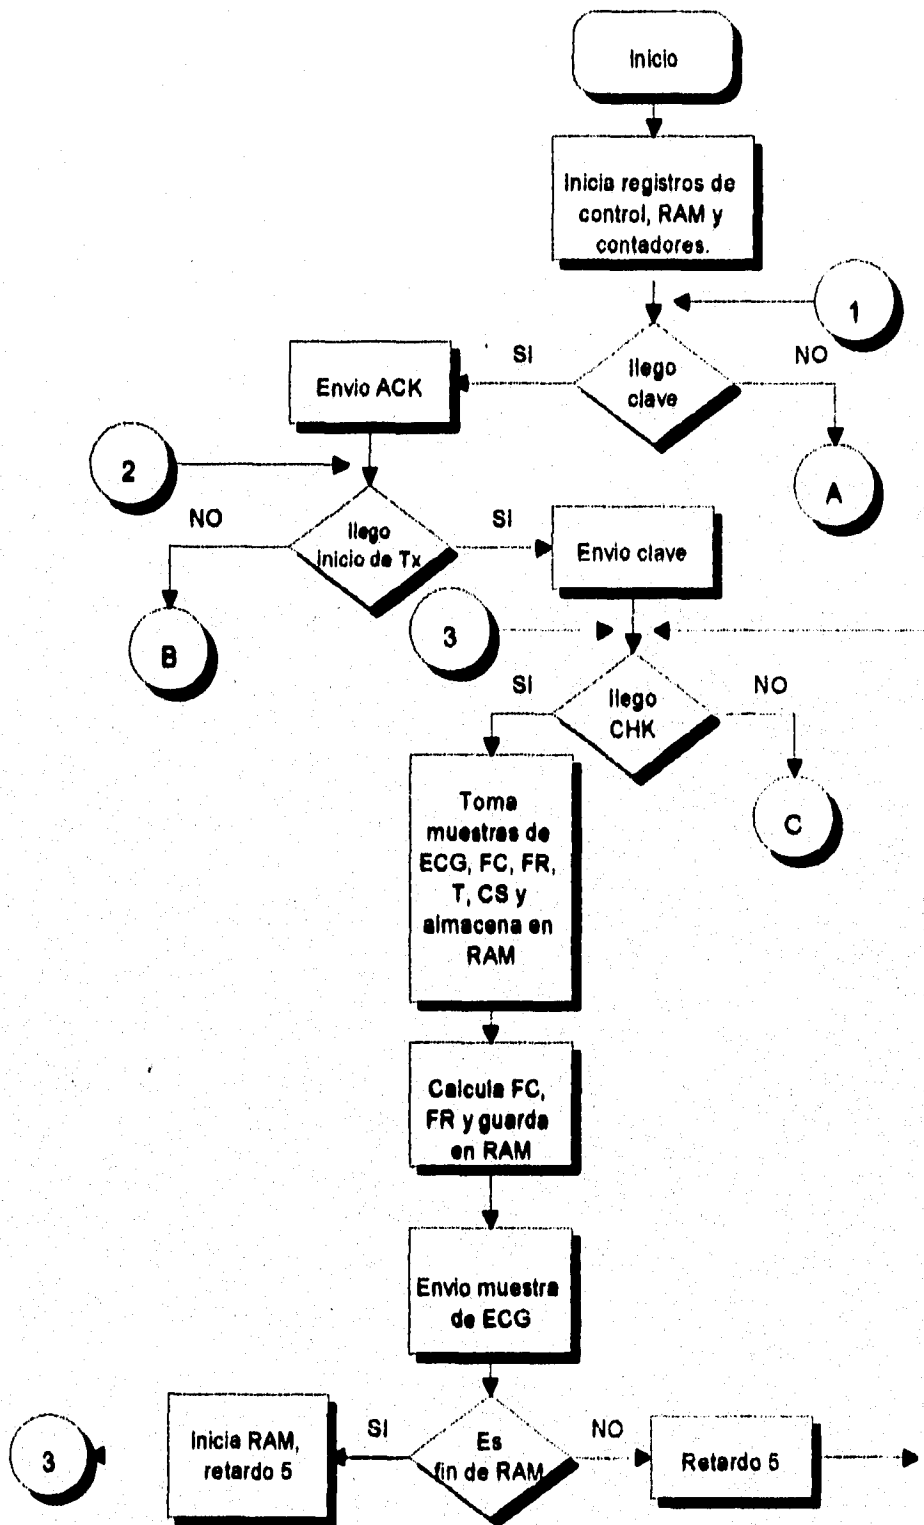 Inicio
Inicia registros de
control, RAM y
contadores.
1
SI
NO
llego
clave
Envio ACK
2
A
NO
SI
llego
inicio de Tx
Envio clave
3
B
SI
NO
llego
CHK
Toma
muestras de
ECG, FC, FR,
T, CS y
almacena en
RAM
C
Calcula FC,
FR y guarda
en RAM
Envio muestra
de ECG
SI
NO
Inicia RAM,
retardo 5
Es
fin de RAM
Retardo 5
3